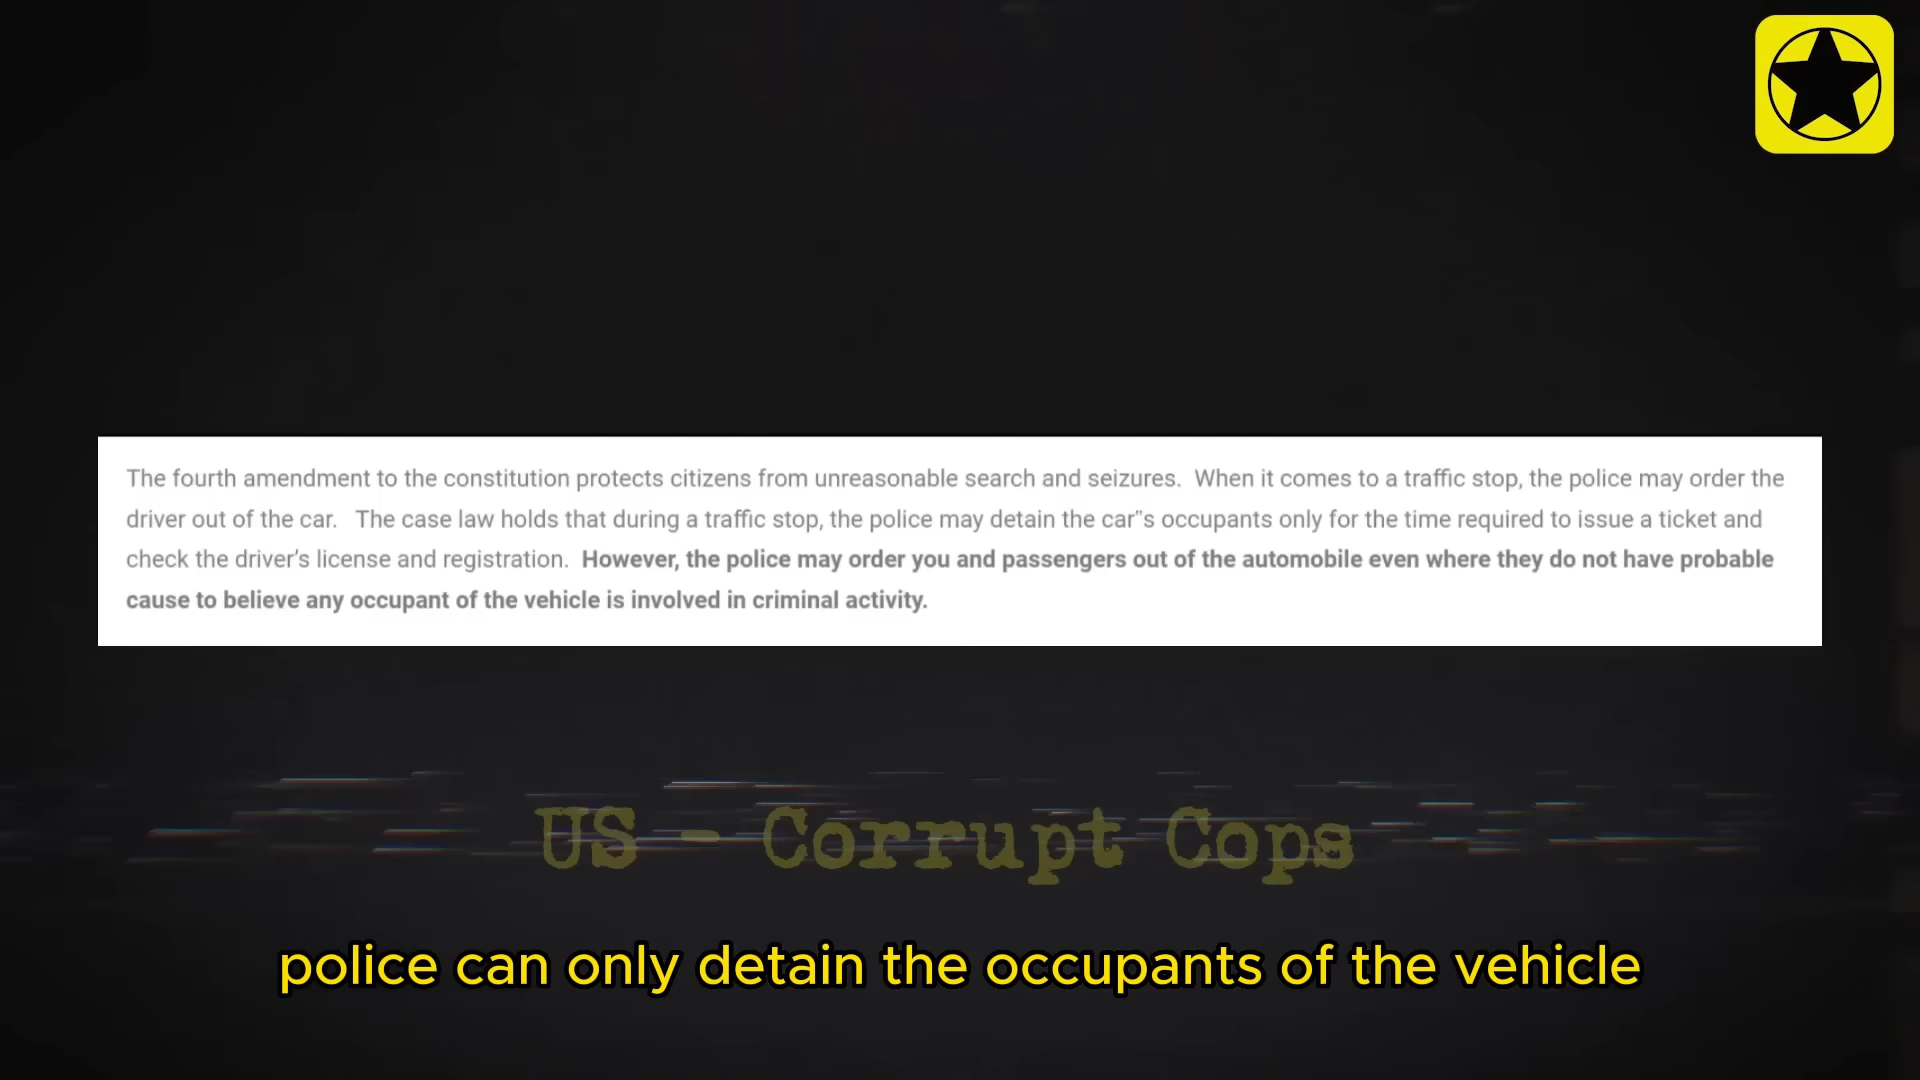 The fourth amendment to the constitution protects citizens from unreasonable search and seizures.  When it comes to a traffic stop, the police may order the
driver out of the car.   The case law holds that during a traffic stop, the police may detain the car"s occupants only for the time required to issue a ticket and
check the driver’s license and registration.  However, the police may order you and passengers out of the automobile even where they do not have probable
cause to believe any occupant of the vehicle is involved in criminal activity.
US - Corrupt Cops
police can only detain the occupants of the vehicle